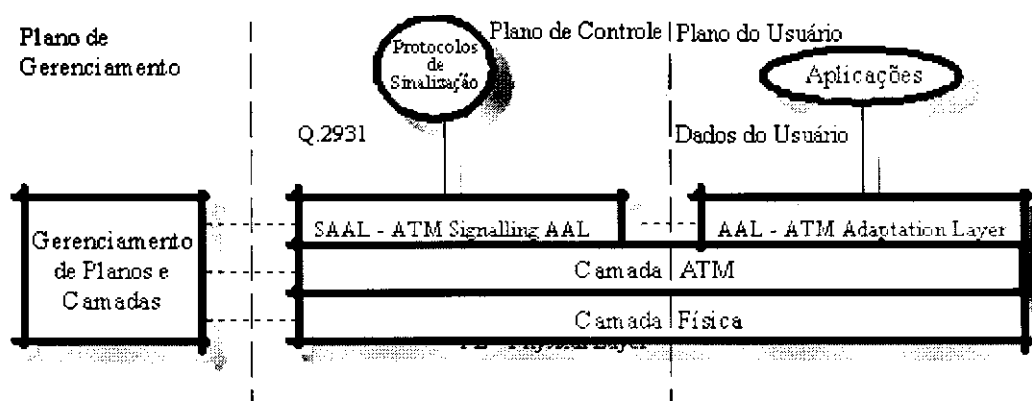 Plano de
Gerenciamento
Plano de Controle
Plano do Usuário
Protocolos
de
Sinalização
Aplicações
Q.2931
Dados do Usuário
Gerenciamento
de Planos e
Camadas
SAAL - ATM Signalling AAL
AAL - ATM Adaptation Layer
Camada ATM
Camada Física
Layer